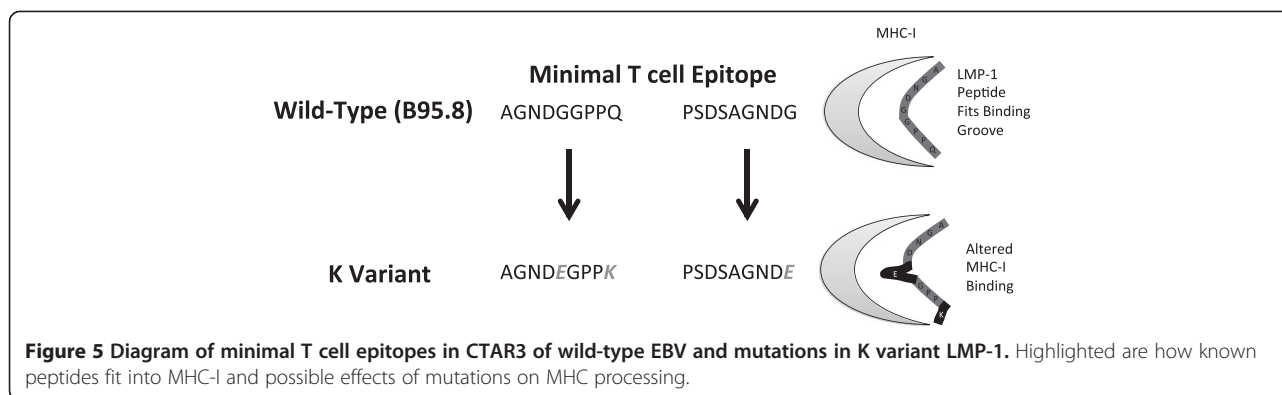 MHC-I
Minimal T cell Epitope
Wild-Type (B95.8) AGNDGGPPQ PSDSAGNDG
LMP-1
Peptide
Fits Binding
Groove
A G N D G G P P Q
K Variant AGNDEGPPK PSDSAGNDE
Altered
MHC-I
Binding
A G N D E G P P K
Figure 5 Diagram of minimal T cell epitopes in CTAR3 of wild-type EBV and mutations in K variant LMP-1. Highlighted are how known
peptides fit into MHC-I and possible effects of mutations on MHC processing.